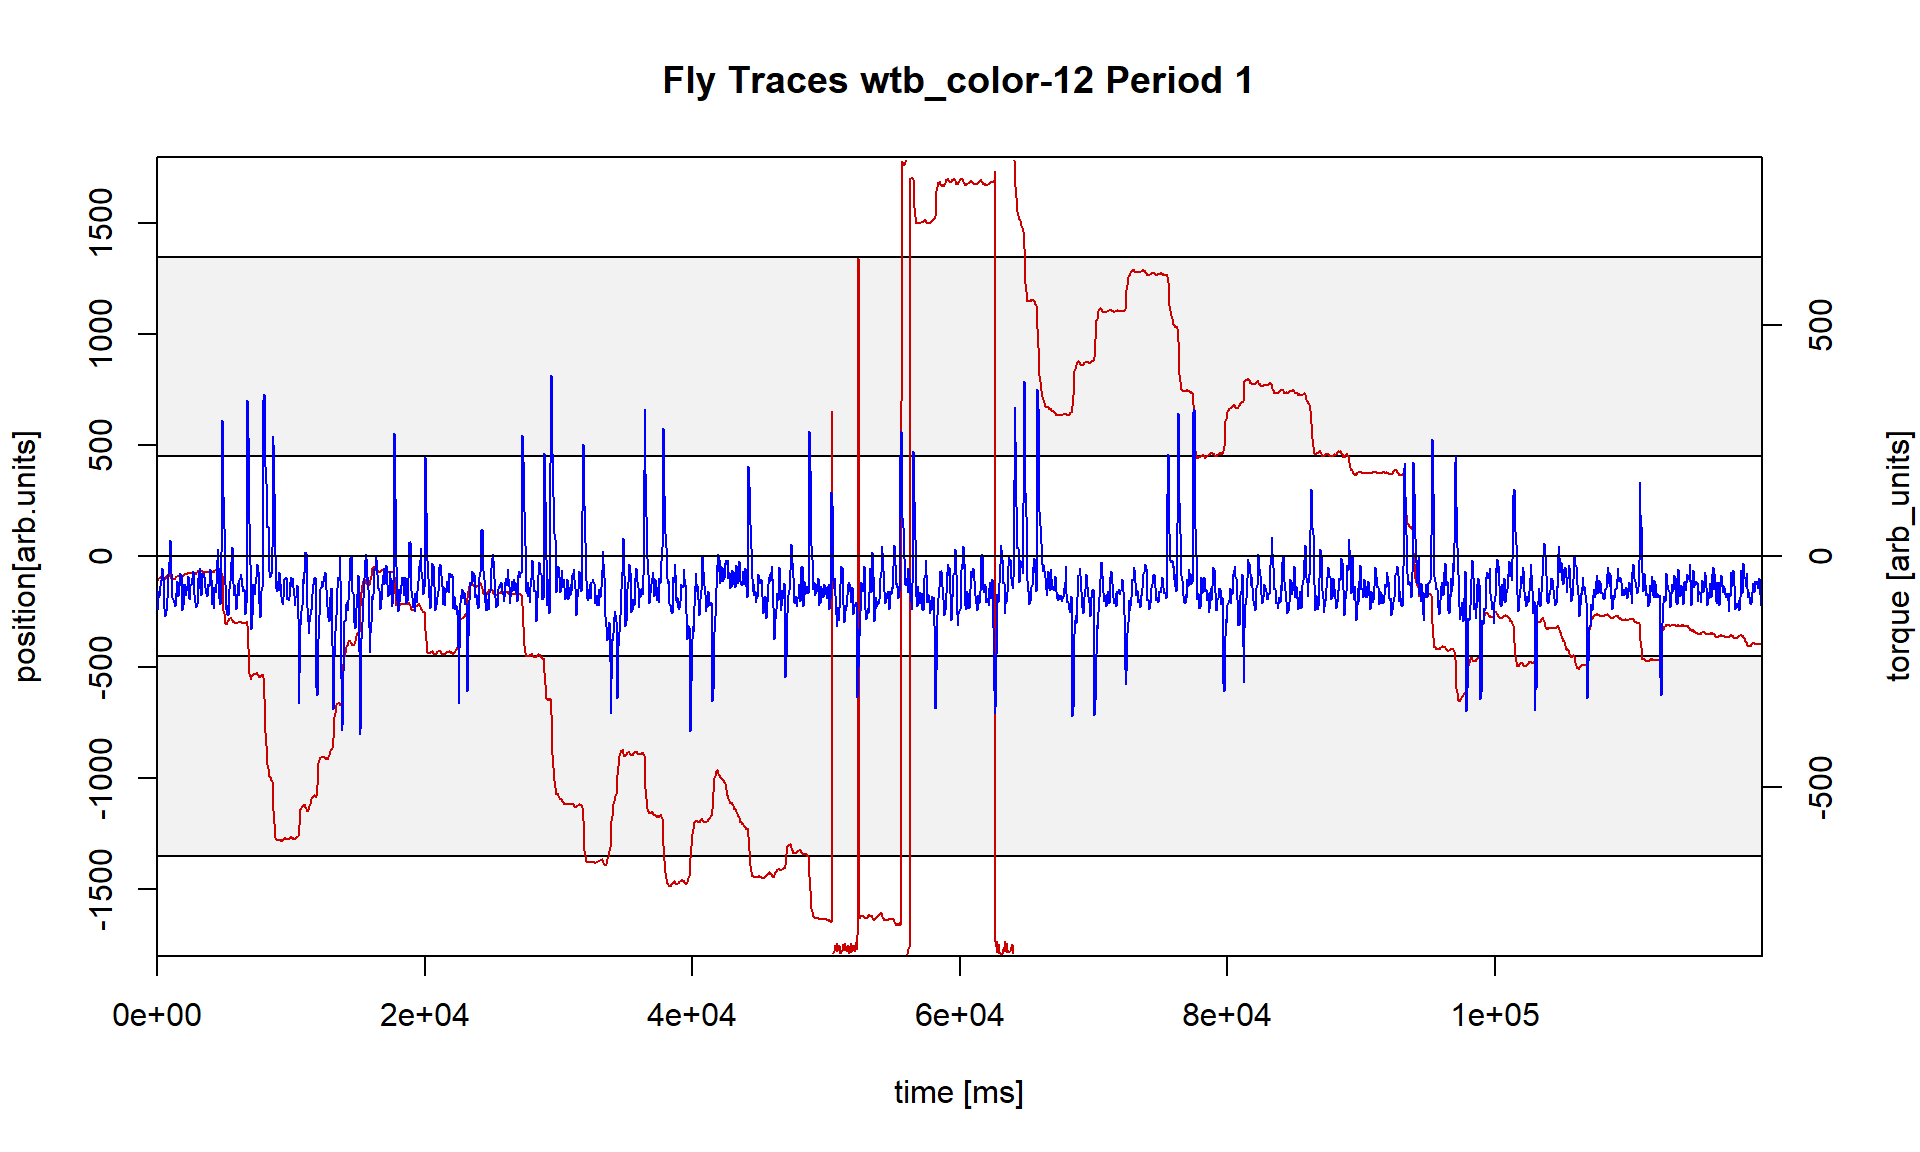 Fly Traces wtb_color-12 Period 1
position[arb.units]
1500
1000
500
0
-500
-1000
-1500
500
0
-500
torque [arb_units]
0e+00 2e+04 4e+04 6e+04 8e+04 1e+05
time [ms]